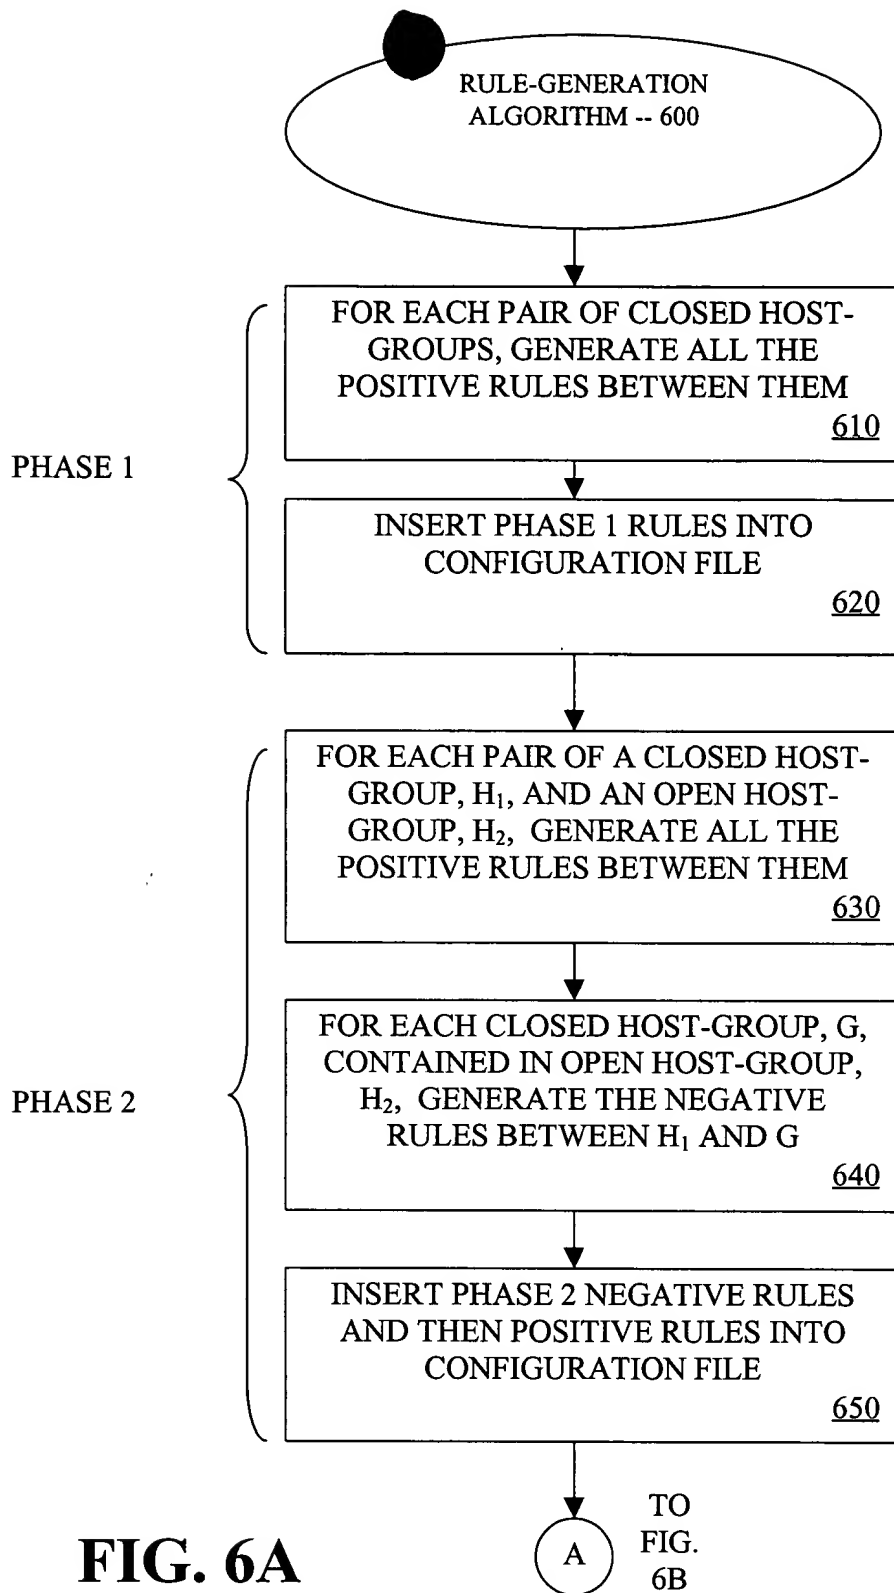 RULE-GENERATION
ALGORITHM -- 600
FOR EACH PAIR OF CLOSED HOST-
GROUPS, GENERATE ALL THE
POSITIVE RULES BETWEEN THEM
610
PHASE 1
INSERT PHASE 1 RULES INTO
CONFIGURATION FILE
620
FOR EACH PAIR OF A CLOSED HOST-
GROUP, H₁, AND AN OPEN HOST-
GROUP, H₂, GENERATE ALL THE
POSITIVE RULES BETWEEN THEM
630
FOR EACH CLOSED HOST-GROUP, G,
CONTAINED IN OPEN HOST-GROUP,
H₂, GENERATE THE NEGATIVE
RULES BETWEEN H₁ AND G
640
PHASE 2
INSERT PHASE 2 NEGATIVE RULES
AND THEN POSITIVE RULES INTO
CONFIGURATION FILE
650
A
TO
FIG.
6B
FIG. 6A